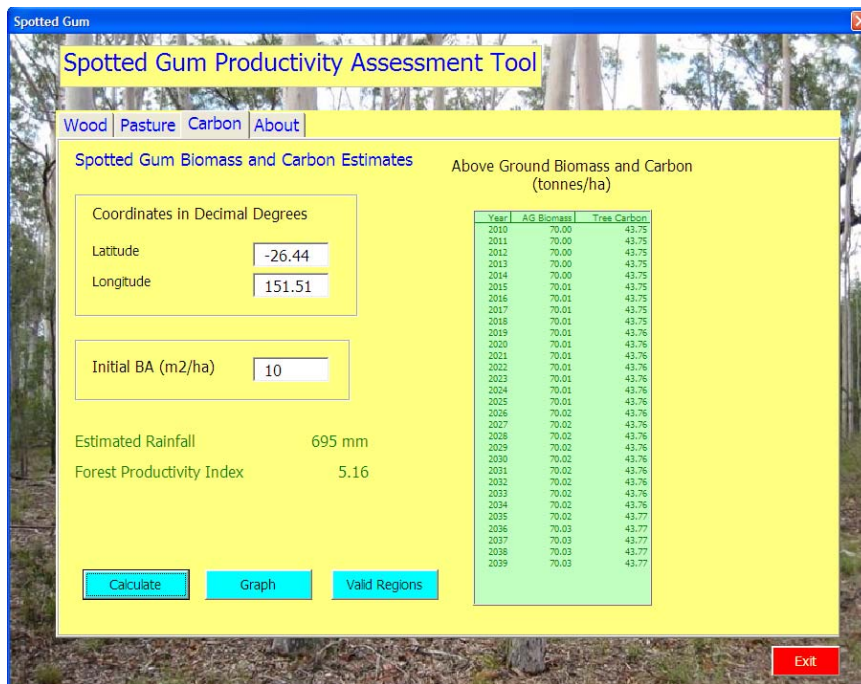 Spotted Gum
Spotted Gum Productivity Assessment Tool
Wood Pasture Carbon About
Spotted Gum Biomass and Carbon Estimates
Coordinates in Decimal Degrees
Latitude -26.44
Longitude 151.51
Initial BA (m2/ha) 10
Estimated Rainfall 695 mm
Forest Productivity Index 5.16
Calculate Graph Valid Regions
Above Ground Biomass and Carbon
(tonnes/ha)
Year AG Biomass Tree Carbon
2010 70.00 43.75
2011 70.00 43.75
2012 70.00 43.75
2013 70.00 43.75
2014 70.00 43.75
2015 70.01 43.75
2016 70.01 43.75
2017 70.01 43.75
2018 70.01 43.75
2019 70.01 43.76
2020 70.01 43.76
2021 70.01 43.76
2022 70.01 43.76
2023 70.01 43.76
2024 70.01 43.76
2025 70.01 43.76
2026 70.02 43.76
2027 70.02 43.76
2028 70.02 43.76
2029 70.02 43.76
2030 70.02 43.76
2031 70.02 43.76
2032 70.02 43.76
2033 70.02 43.76
2034 70.02 43.76
2035 70.02 43.77
2036 70.03 43.77
2037 70.03 43.77
2038 70.03 43.77
2039 70.03 43.77
Exit